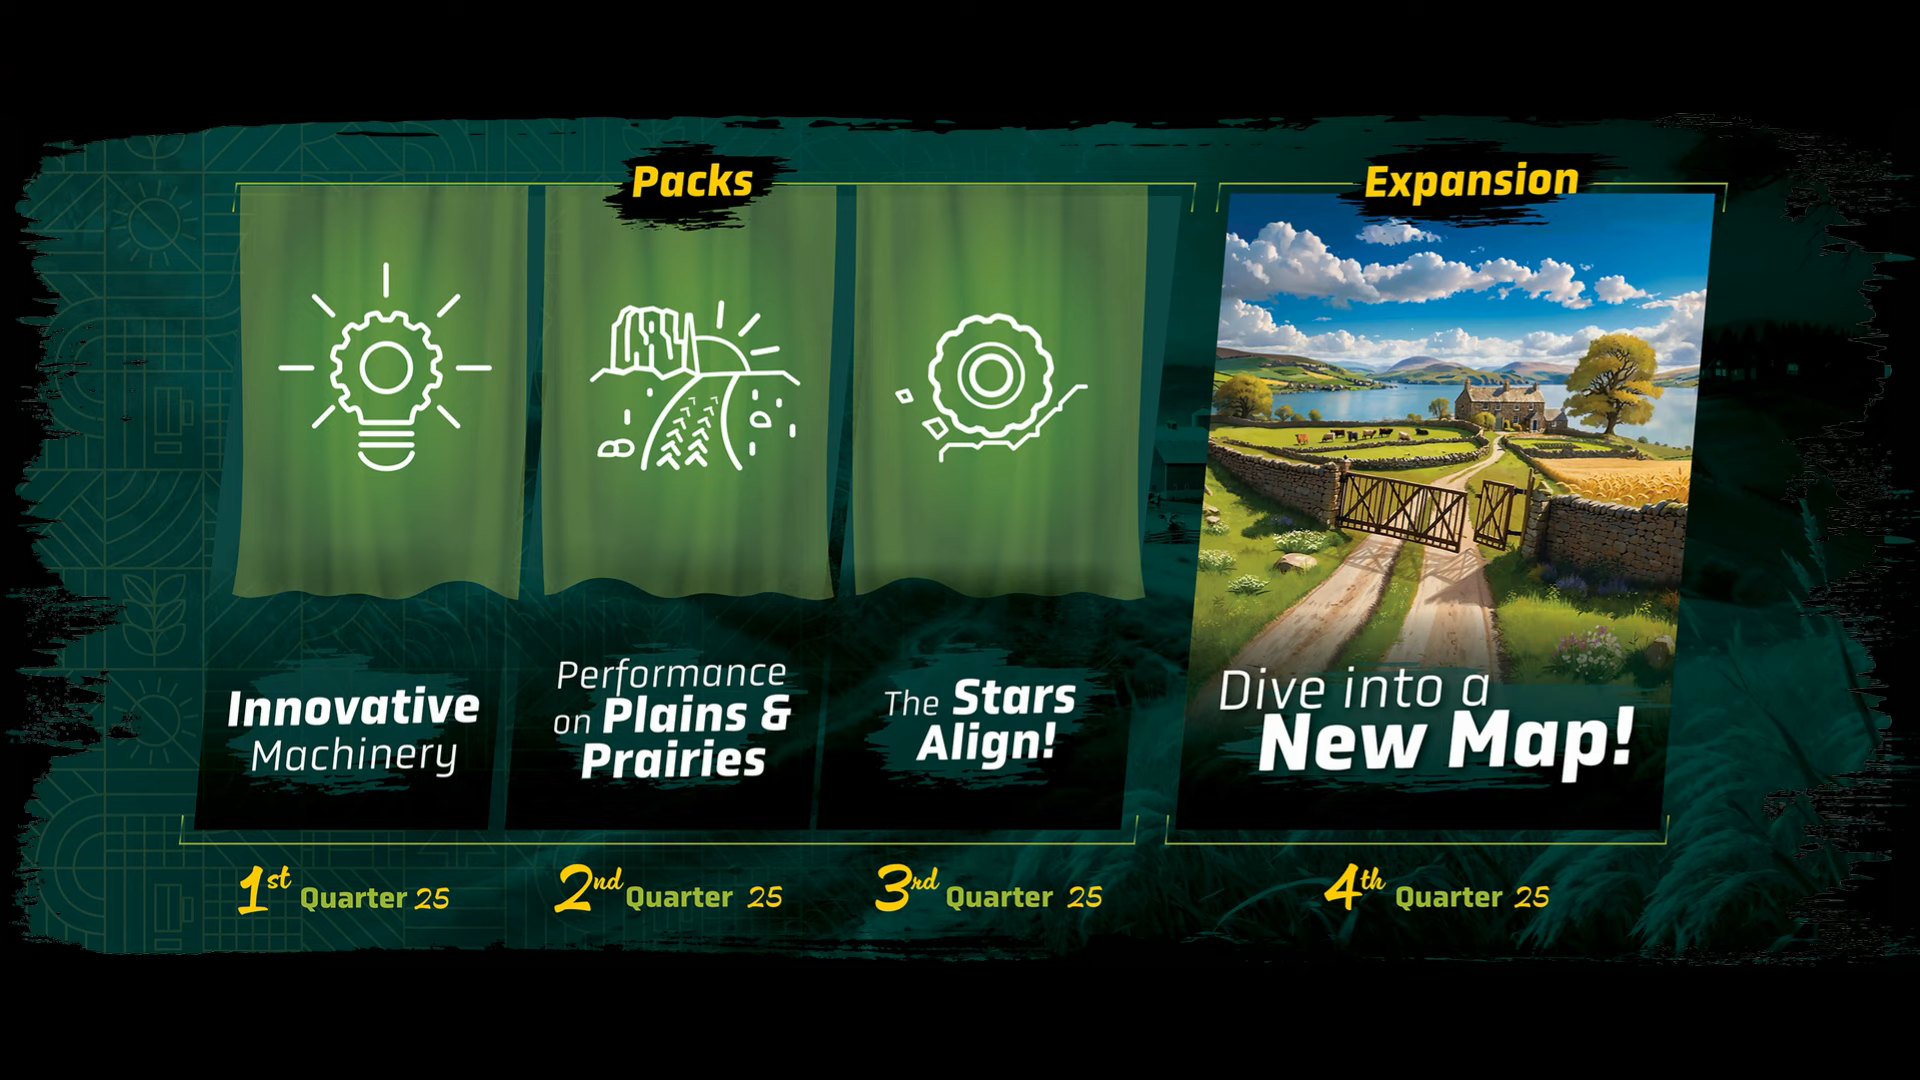 Packs
Expansion
Innovative
Machinery
Performance
on Plains &
Prairies
The Stars
Align!
Dive into a
New Map!
1st Quarter 25
2nd Quarter 25
3rd Quarter 25
4th Quarter 25